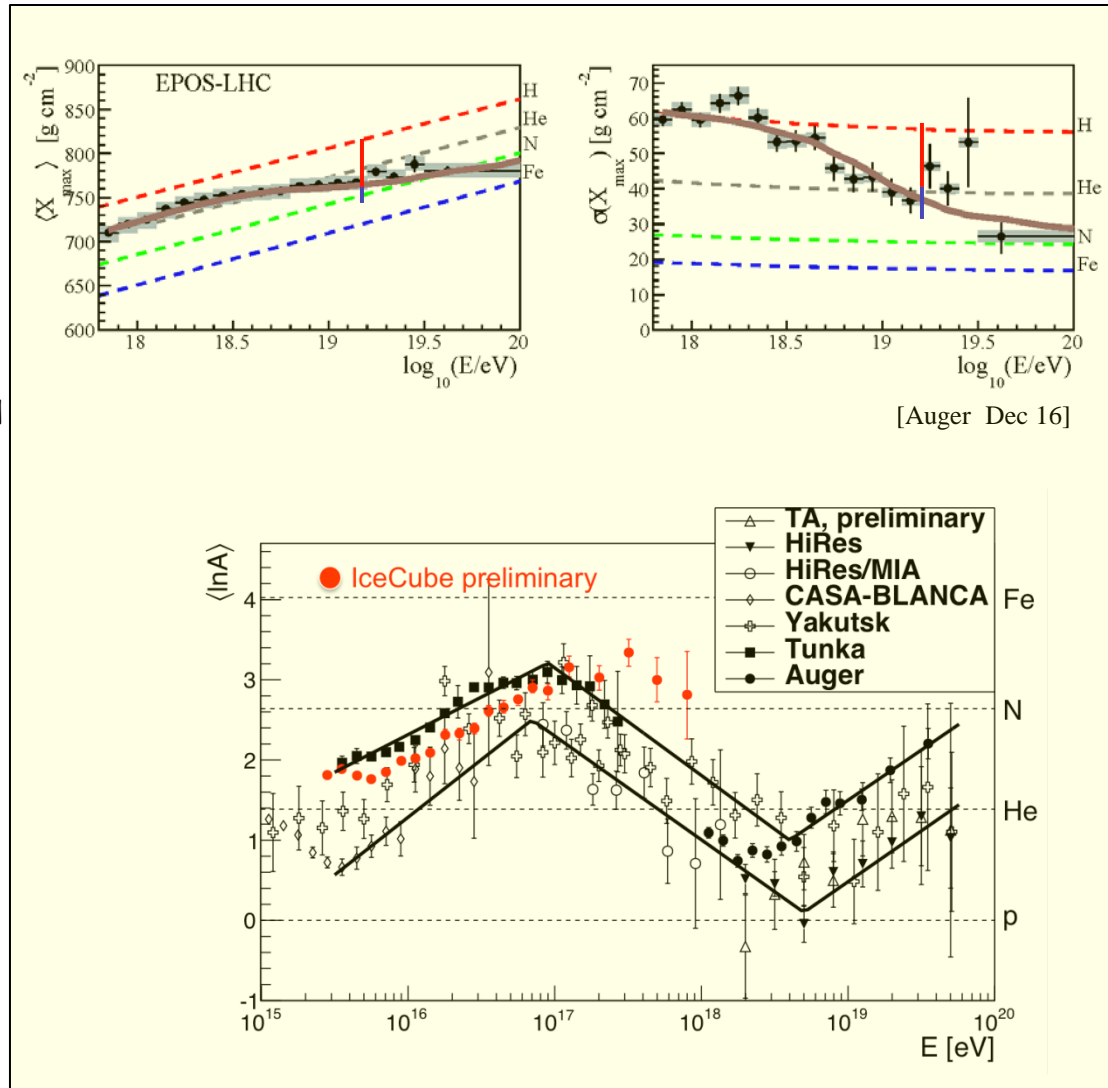 EPOS-LHC
⟨X_max⟩ [g cm^-2]
900
850
800
750
700
650
600
18
18.5
19
19.5
20
log_10(E/eV)
H
He
N
Fe
σ(X_max) [g cm^-2]
70
60
50
40
30
20
10
0
18
18.5
19
19.5
20
log_10(E/eV)
H
He
N
Fe
[Auger Dec 16]
⟨lnA⟩
IceCube preliminary
TA, preliminary
HiRes
HiRes/MIA
CASA-BLANCA
Yakutsk
Tunka
Auger
4
3
2
1
0
-1
Fe
N
He
p
10^15
10^16
10^17
10^18
10^19
10^20
E [eV]